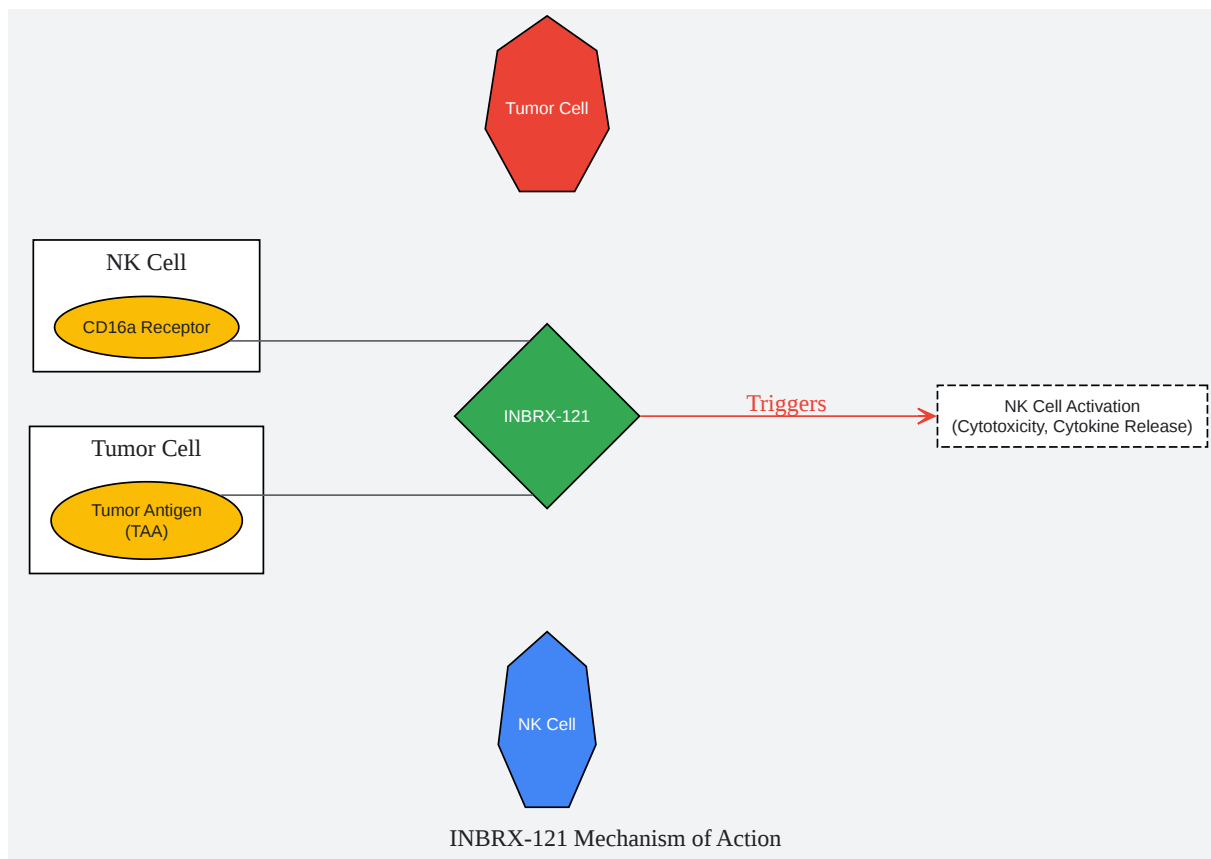 Tumor Cell
NK Cell
CD16a Receptor
INBRX-121
Triggers
NK Cell Activation
(Cytotoxicity, Cytokine Release)
Tumor Cell
Tumor Antigen
(TAA)
NK Cell
INBRX-121 Mechanism of Action